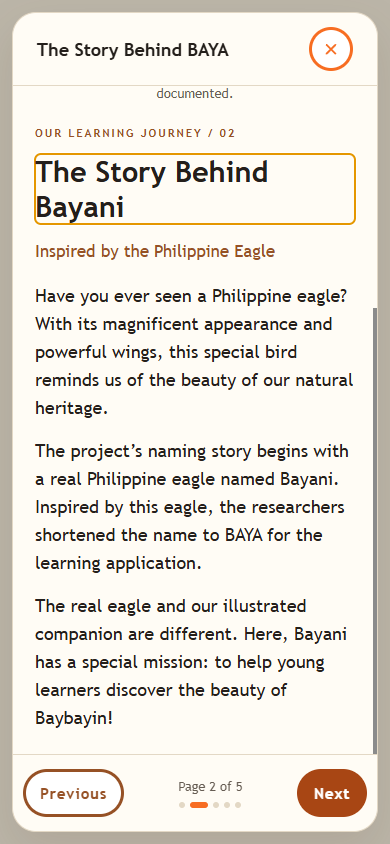 The Story Behind BAYA
documented.
OUR LEARNING JOURNEY / 02
The Story Behind
Bayani
Inspired by the Philippine Eagle
Have you ever seen a Philippine eagle?
With its magnificent appearance and
powerful wings, this special bird
reminds us of the beauty of our natural
heritage.
The project’s naming story begins with
a real Philippine eagle named Bayani.
Inspired by this eagle, the researchers
shortened the name to BAYA for the
learning application.
The real eagle and our illustrated
companion are different. Here, Bayani
has a special mission: to help young
learners discover the beauty of
Baybayin!
Previous
Page 2 of 5
Next